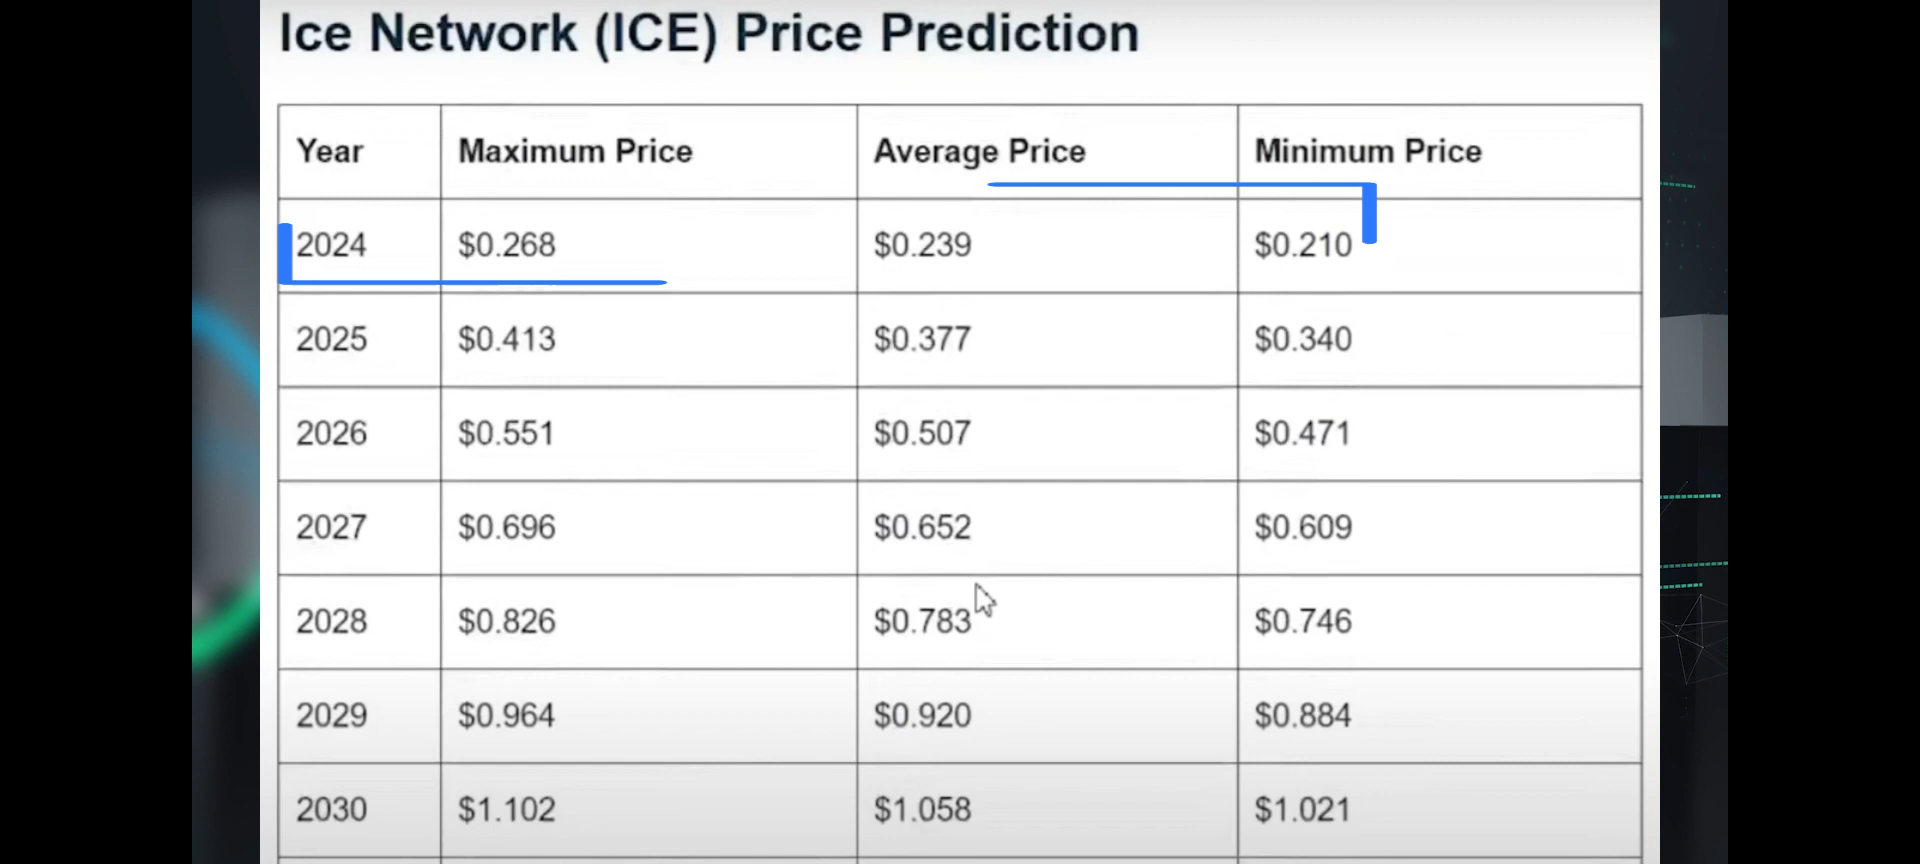 Ice Network (ICE) Price Prediction
Year Maximum Price Average Price Minimum Price
2024 $0.268 $0.239 $0.210
2025 $0.413 $0.377 $0.340
2026 $0.551 $0.507 $0.471
2027 $0.696 $0.652 $0.609
2028 $0.826 $0.783 $0.746
2029 $0.964 $0.920 $0.884
2030 $1.102 $1.058 $1.021